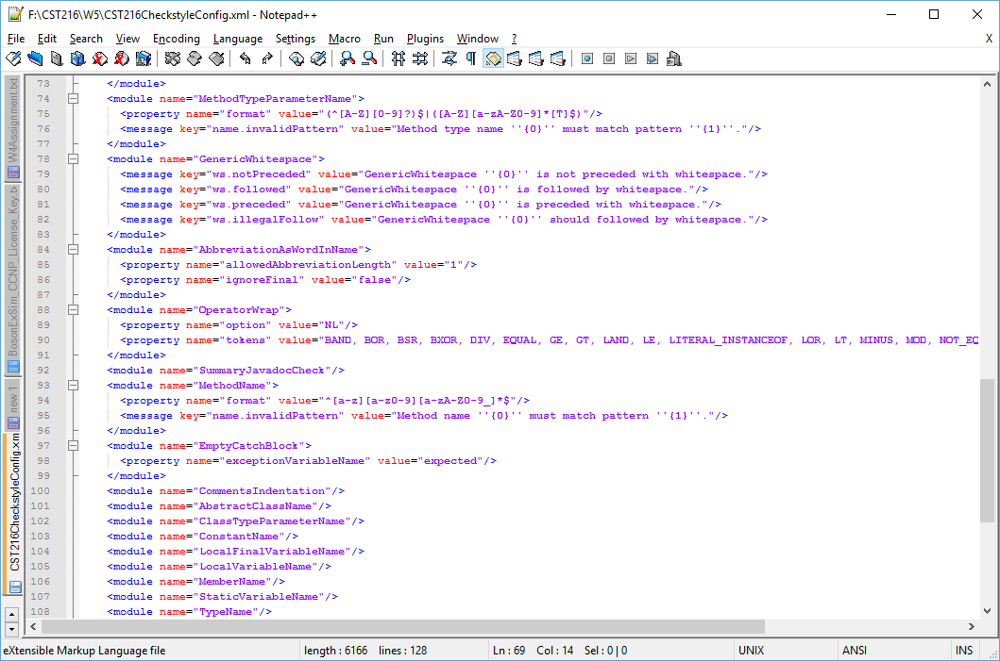 F:\CST216\W5\CST216CheckstyleConfig.xml - Notepad++
File Edit Search View Encoding Language Settings Macro Run Plugins Window ? X
W4Assignment.txt
BosonExSim_CCNP_License_Key.b
new 1
CST216CheckstyleConfig.xm
73 </module>
74 <module name="MethodTypeParameterName">
75 <property name="format" value="(^[A-Z][0-9]?)$|([A-Z][a-zA-Z0-9]*[T]$)"/>
76 <message key="name.invalidPattern" value="Method type name ''{0}'' must match pattern ''{1}''."/>
77 </module>
78 <module name="GenericWhitespace">
79 <message key="ws.notPreceded" value="GenericWhitespace ''{0}'' is not preceded with whitespace."/>
80 <message key="ws.followed" value="GenericWhitespace ''{0}'' is followed by whitespace."/>
81 <message key="ws.preceded" value="GenericWhitespace ''{0}'' is preceded with whitespace."/>
82 <message key="ws.illegalFollow" value="GenericWhitespace ''{0}'' should followed by whitespace."/>
83 </module>
84 <module name="AbbreviationAsWordInName">
85 <property name="allowedAbbreviationLength" value="1"/>
86 <property name="ignoreFinal" value="false"/>
87 </module>
88 <module name="OperatorWrap">
89 <property name="option" value="NL"/>
90 <property name="tokens" value="BAND, BOR, BSR, BXOR, DIV, EQUAL, GE, GT, LAND, LE, LITERAL_INSTANCEOF, LOR, LT, MINUS, MOD, NOT_EQ
91 </module>
92 <module name="SummaryJavadocCheck"/>
93 <module name="MethodName">
94 <property name="format" value="^[a-z][a-z0-9][a-zA-Z0-9_]*$"/>
95 <message key="name.invalidPattern" value="Method name ''{0}'' must match pattern ''{1}''."/>
96 </module>
97 <module name="EmptyCatchBlock">
98 <property name="exceptionVariableName" value="expected"/>
99 </module>
100 <module name="CommentsIndentation"/>
101 <module name="AbstractClassName"/>
102 <module name="ClassTypeParameterName"/>
103 <module name="ConstantName"/>
104 <module name="LocalFinalVariableName"/>
105 <module name="LocalVariableName"/>
106 <module name="MemberName"/>
107 <module name="StaticVariableName"/>
108 <module name="TypeName"/>
eXtensible Markup Language file length : 6166 lines : 128 Ln : 69 Col : 14 Sel : 0 | 0 UNIX ANSI INS